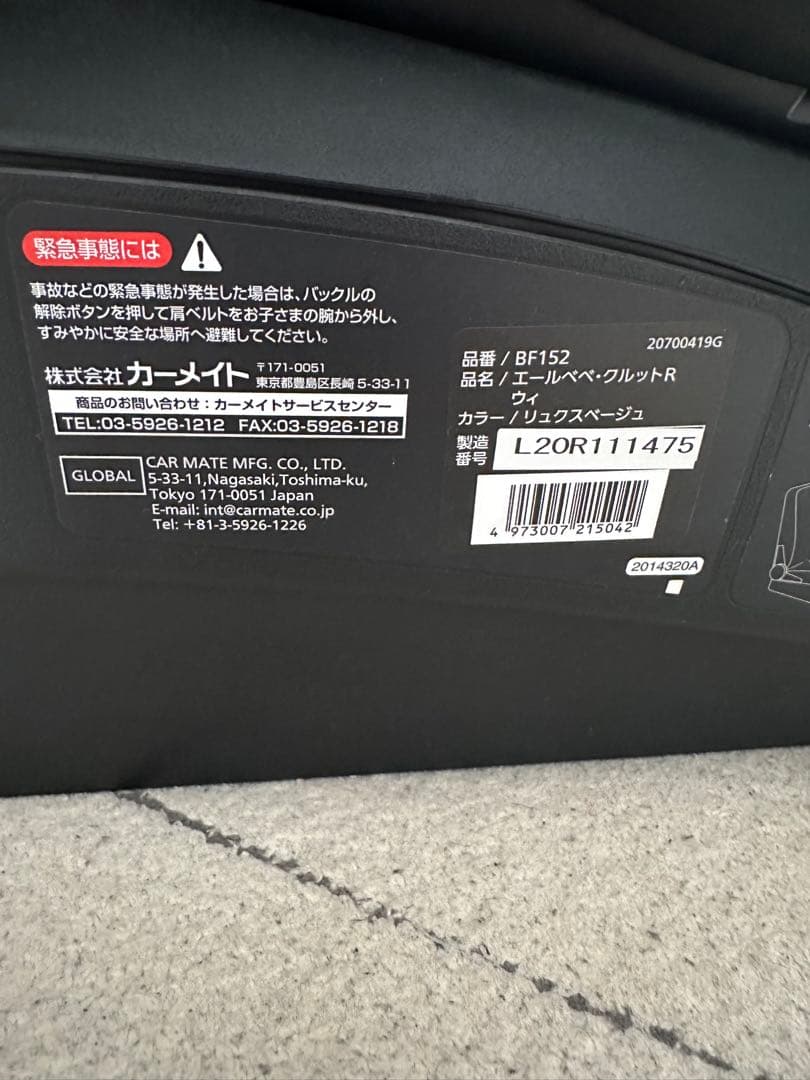 緊急事態には
事故などの緊急事態が発生した場合は、バックルの
解除ボタンを押して肩ベルトをお子さまの腕から外し、
すみやかに安全な場所へ避難してください。
株式会社カーメイト 〒171-0051
東京都豊島区長崎5-33-11
商品のお問い合わせ：カーメイトサービスセンター
TEL:03-5926-1212 FAX:03-5926-1218
GLOBAL
CAR MATE MFG. CO., LTD.
5-33-11,Nagasaki,Toshima-ku,
Tokyo 171-0051 Japan
E-mail: int@carmate.co.jp
Tel: +81-3-5926-1226
20700419G
品番 / BF152
品名 / エールベベ・クルットR
ウィ
カラー / リュクスベージュ
製造
番号
L20R111475
4 973007 215042
2014320A